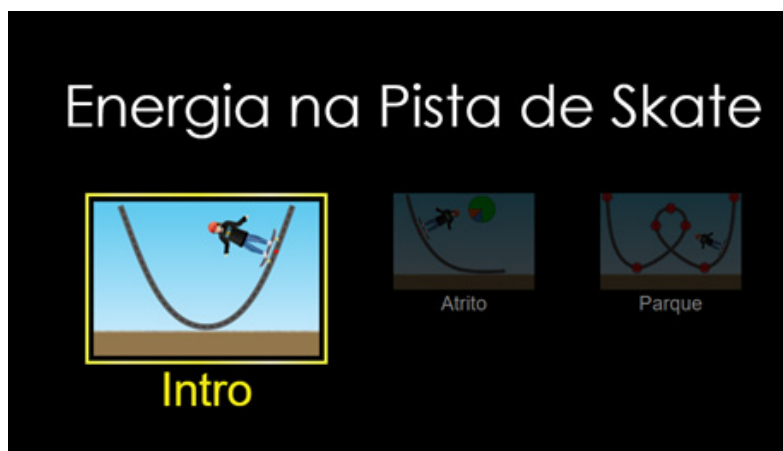 Energia na Pista de Skate
Atrito
Parque
Intro